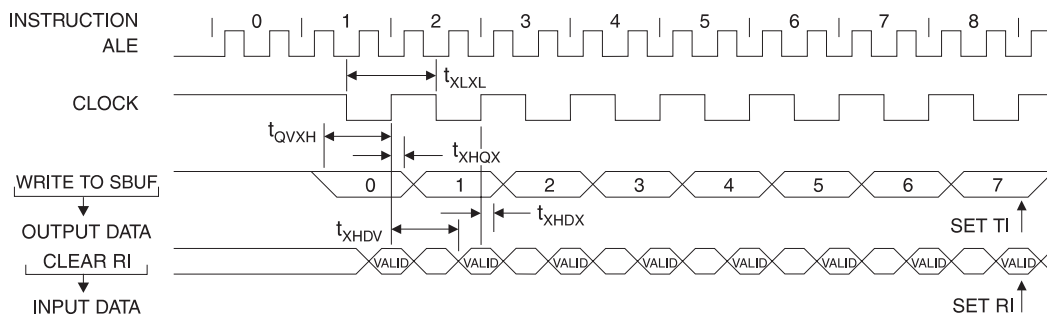 INSTRUCTION 0 1 2 3 4 5 6 7 8
ALE
tXLXL
CLOCK
tQVXH
tXHQX
WRITE TO SBUF 0 1 2 3 4 5 6 7
tXHDX
OUTPUT DATA SET TI
tXHDV
CLEAR RI VALID VALID VALID VALID VALID VALID VALID VALID
INPUT DATA SET RI